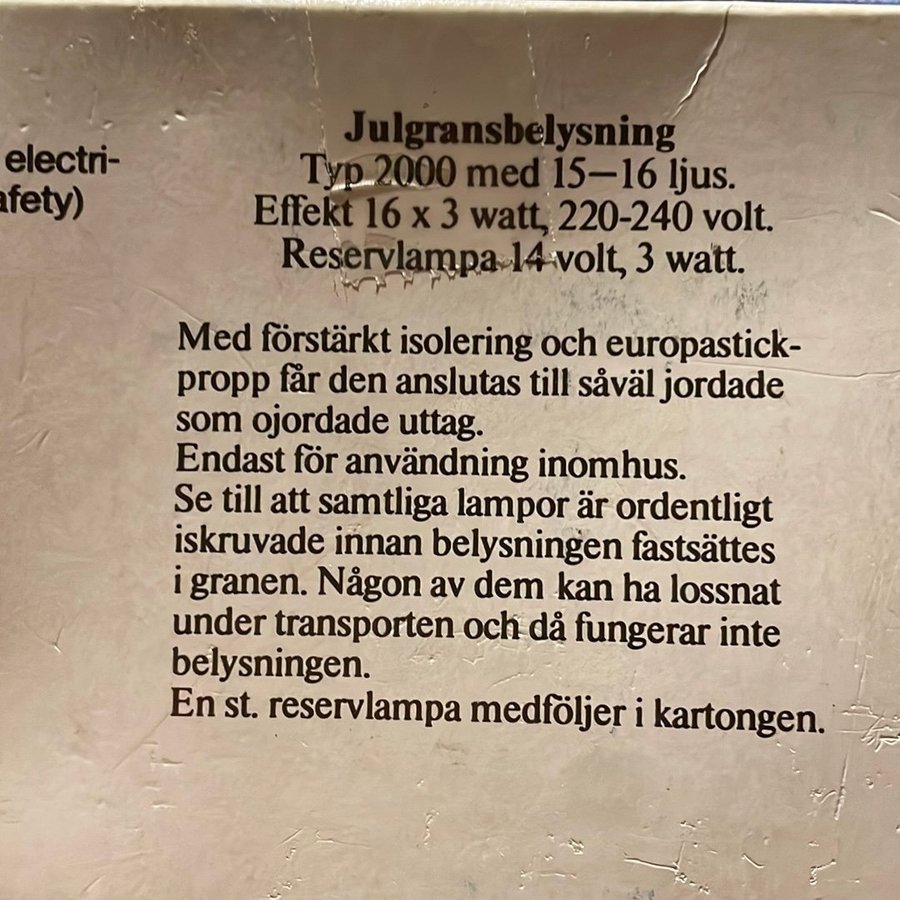 electri-
afety)
Julgransbelysning
Typ 2000 med 15—16 ljus.
Effekt 16 x 3 watt, 220-240 volt.
Reservlampa 14 volt, 3 watt.
Med förstärkt isolering och europastick-
propp får den anslutas till såväl jordade
som ojordade uttag.
Endast för användning inomhus.
Se till att samtliga lampor är ordentligt
iskruvade innan belysningen fastsättes
i granen. Någon av dem kan ha lossnat
under transporten och då fungerar inte
belysningen.
En st. reservlampa medföljer i kartongen.